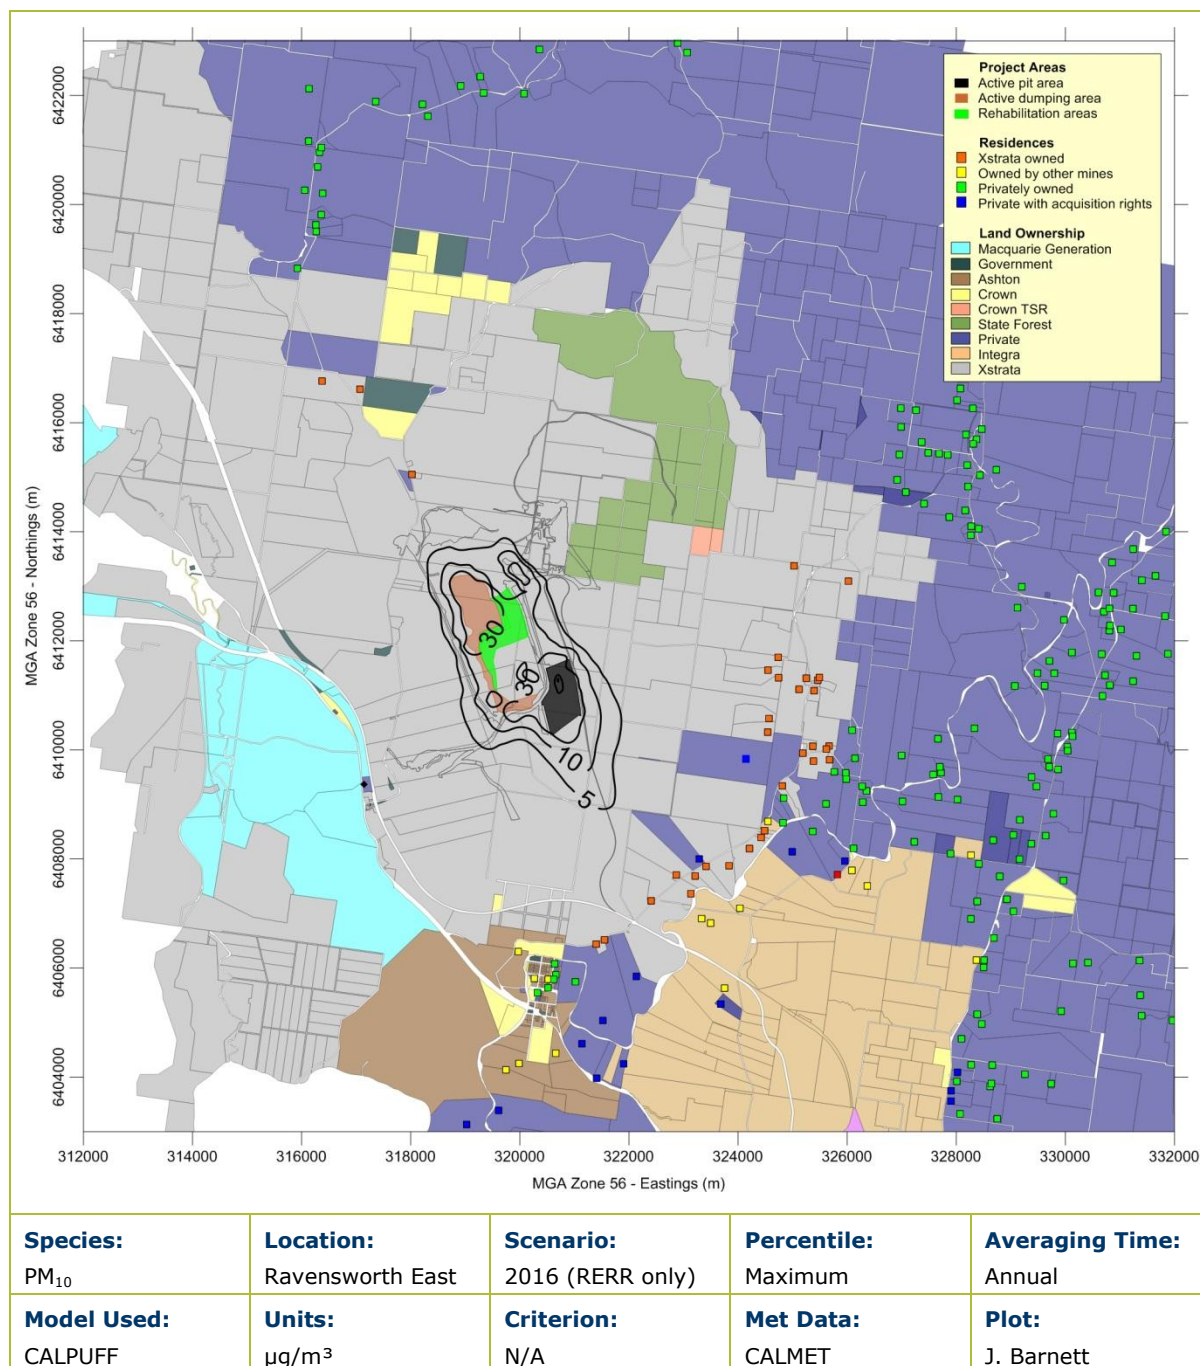 Project Areas
Active pit area
Active dumping area
Rehabilitation areas
Residences
Xstrata owned
Owned by other mines
Privately owned
Private with acquisition rights
Land Ownership
Macquarie Generation
Government
Ashton
Crown
Crown TSR
State Forest
Private
Integra
Xstrata
MGA Zone 56 - Northings (m)
6422000
6420000
6418000
6416000
6414000
6412000
6410000
6408000
6406000
6404000
30
30
10
5
312000 314000 316000 318000 320000 322000 324000 326000 328000 330000 332000
MGA Zone 56 - Eastings (m)
Species: Location: Scenario: Percentile: Averaging Time:
PM₁₀ Ravensworth East 2016 (RERR only) Maximum Annual
Model Used: Units: Criterion: Met Data: Plot:
CALPUFF µg/m³ N/A CALMET J. Barnett